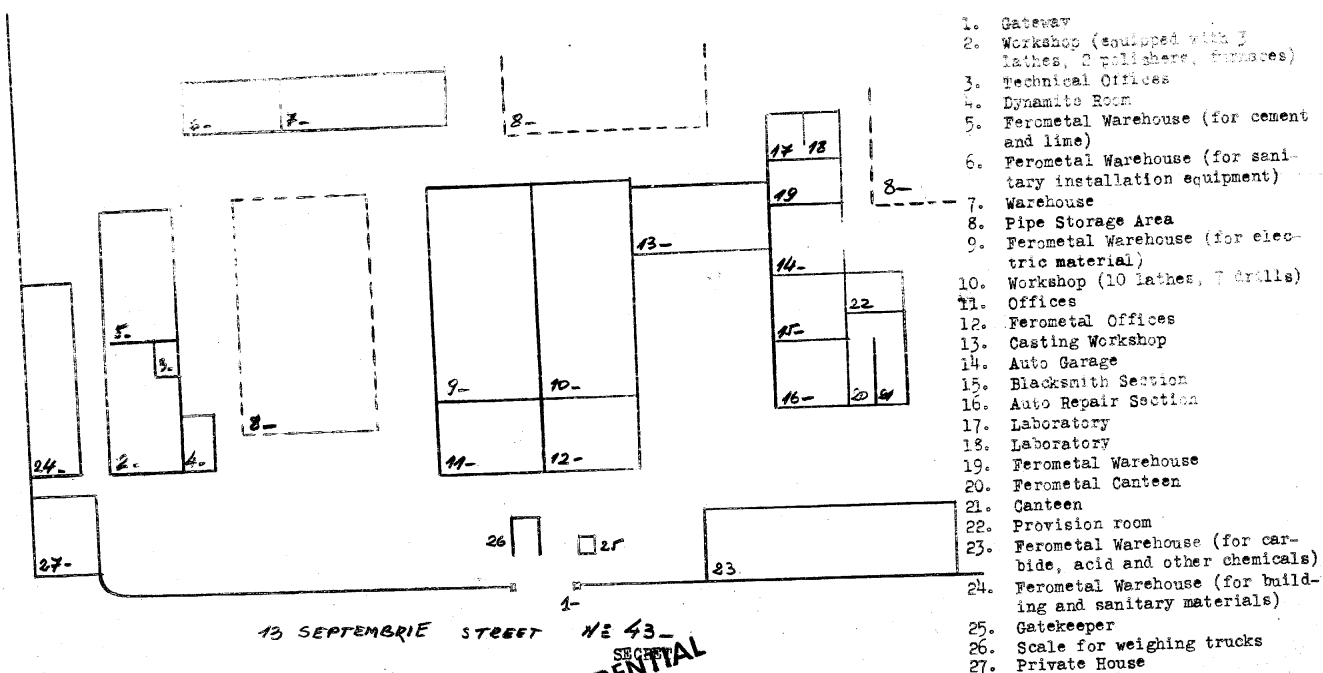 6- 7-
8-
17 18
19
8-
13-
14-
5-
3.
22
15-
9- 10-
16- 20 21
8-
24- 2- 4. 11- 12-
26 25
27- 23
1-
13 SEPTEMBRIE STREET Nº 43-
SECRET
1. Gateway
2. Workshop (equipped with 3
lathes, 2 polishers, furnaces)
3. Technical Offices
4. Dynamite Room
5. Ferometal Warehouse (for cement
and lime)
6. Ferometal Warehouse (for sani-
tary installation equipment)
7. Warehouse
8. Pipe Storage Area
9. Ferometal Warehouse (for elec-
tric material)
10. Workshop (10 lathes, 7 drills)
11. Offices
12. Ferometal Offices
13. Casting Workshop
14. Auto Garage
15. Blacksmith Section
16. Auto Repair Section
17. Laboratory
18. Laboratory
19. Ferometal Warehouse
20. Ferometal Canteen
21. Canteen
22. Provision room
23. Ferometal Warehouse (for car-
bide, acid and other chemicals)
24. Ferometal Warehouse (for build-
ing and sanitary materials)
25. Gatekeeper
26. Scale for weighing trucks
27. Private House